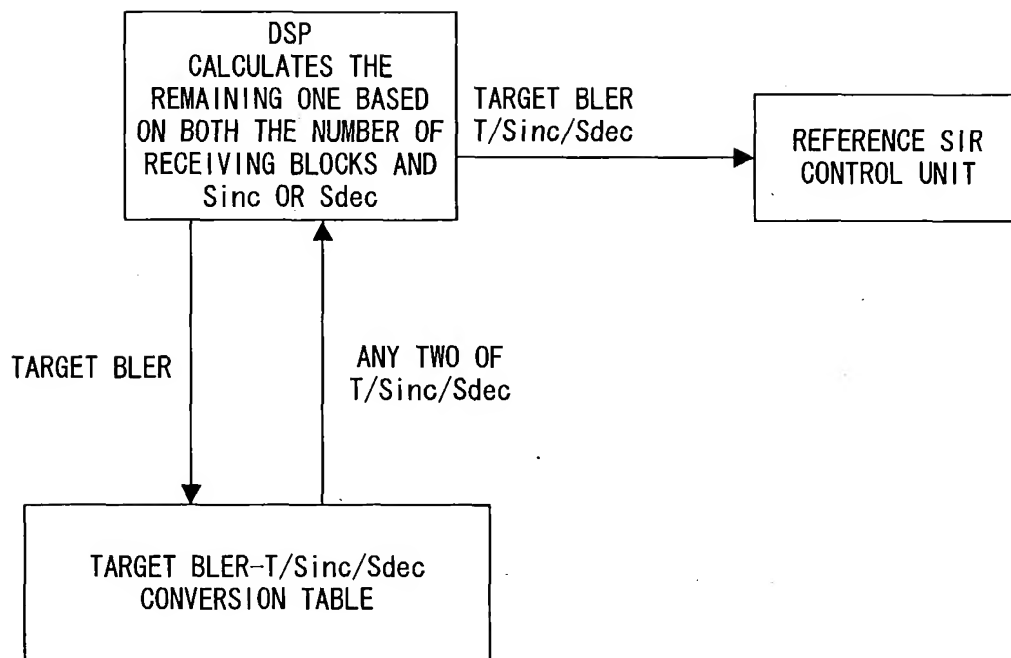 DSP
CALCULATES THE
REMAINING ONE BASED
ON BOTH THE NUMBER OF
RECEIVING BLOCKS AND
Sinc OR Sdec
TARGET BLER
T/Sinc/Sdec
REFERENCE SIR
CONTROL UNIT
TARGET BLER
ANY TWO OF
T/Sinc/Sdec
TARGET BLER-T/Sinc/Sdec
CONVERSION TABLE